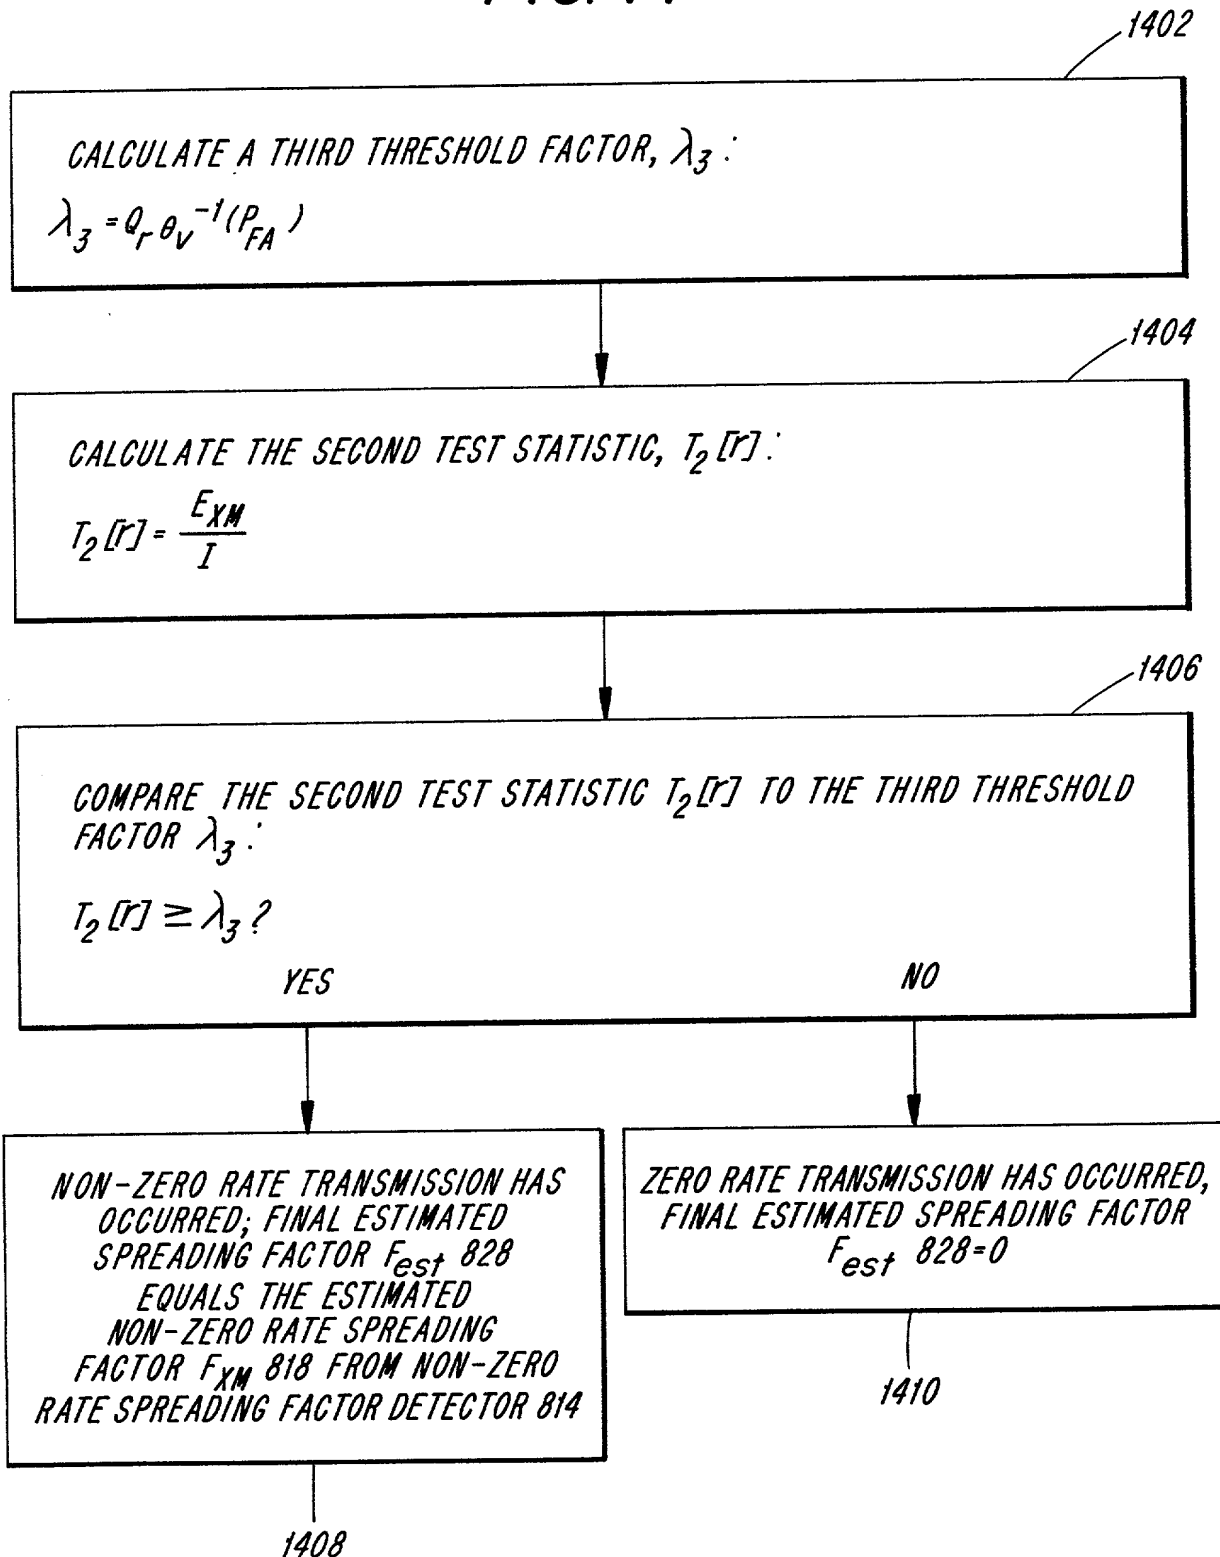 1402
CALCULATE A THIRD THRESHOLD FACTOR, λ3 :
λ3 = Qr θv^-1 (PFA)
1404
CALCULATE THE SECOND TEST STATISTIC, T2 [r] :
T2 [r] = EXM / I
1406
COMPARE THE SECOND TEST STATISTIC T2 [r] TO THE THIRD THRESHOLD
FACTOR λ3 :
T2 [r] ≥ λ3 ?
YES NO
NON-ZERO RATE TRANSMISSION HAS
OCCURRED; FINAL ESTIMATED
SPREADING FACTOR Fest 828
EQUALS THE ESTIMATED
NON-ZERO RATE SPREADING
FACTOR FXM 818 FROM NON-ZERO
RATE SPREADING FACTOR DETECTOR 814
1408
ZERO RATE TRANSMISSION HAS OCCURRED,
FINAL ESTIMATED SPREADING FACTOR
Fest 828=0
1410